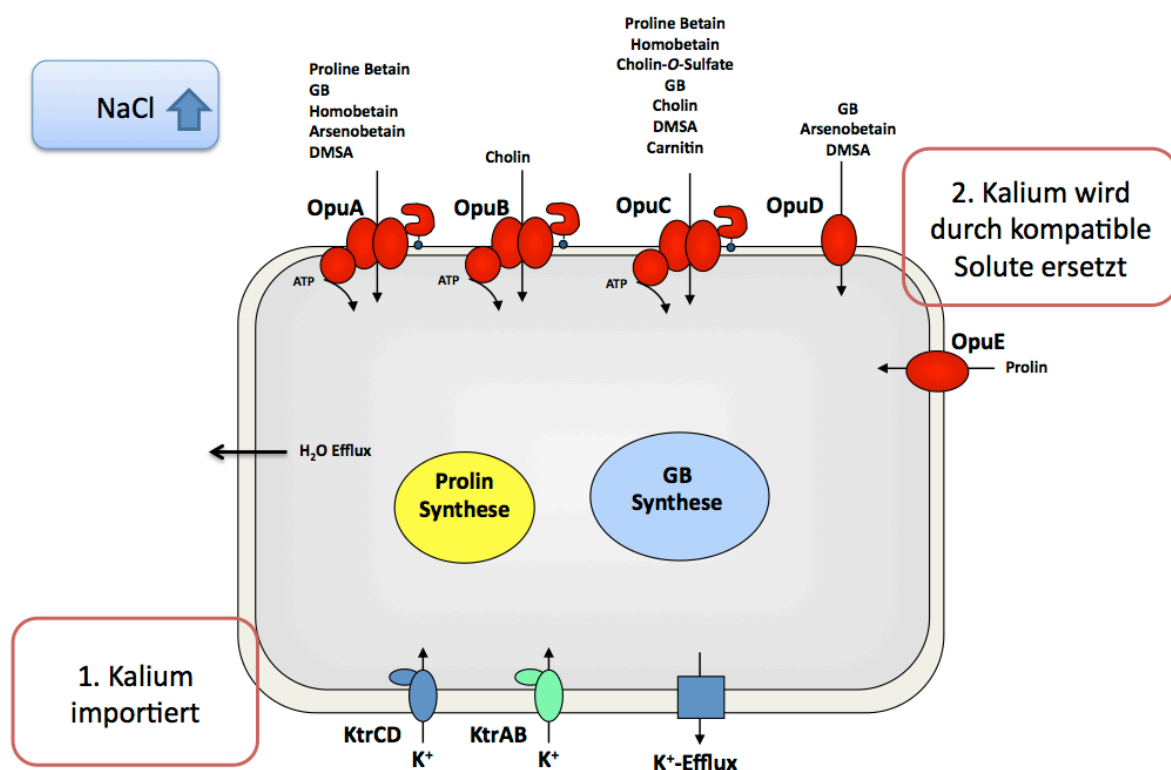 NaCl
Proline Betain
GB
Homobetain
Arsenobetain
DMSA
OpuA
ATP
Cholin
OpuB
ATP
Proline Betain
Homobetain
Cholin-O-Sulfate
GB
Cholin
DMSA
Carnitin
OpuC
ATP
GB
Arsenobetain
DMSA
OpuD
2. Kalium wird
durch kompatible
Solute ersetzt
OpuE
Prolin
H₂O Efflux
Prolin
Synthese
GB
Synthese
1. Kalium
importiert
KtrCD
K⁺
KtrAB
K⁺
K⁺-Efflux